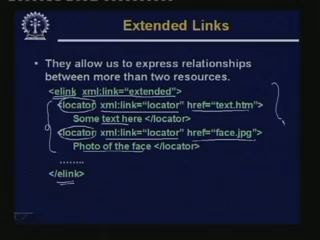 Extended Links
• They allow us to express relationships
between more than two resources.
<elink xml:link="extended">
<locator xml:link="locator" href="text.htm">
Some text here </locator>
<locator xml:link="locator" href="face.jpg">
Photo of the face </locator>
........
</elink>